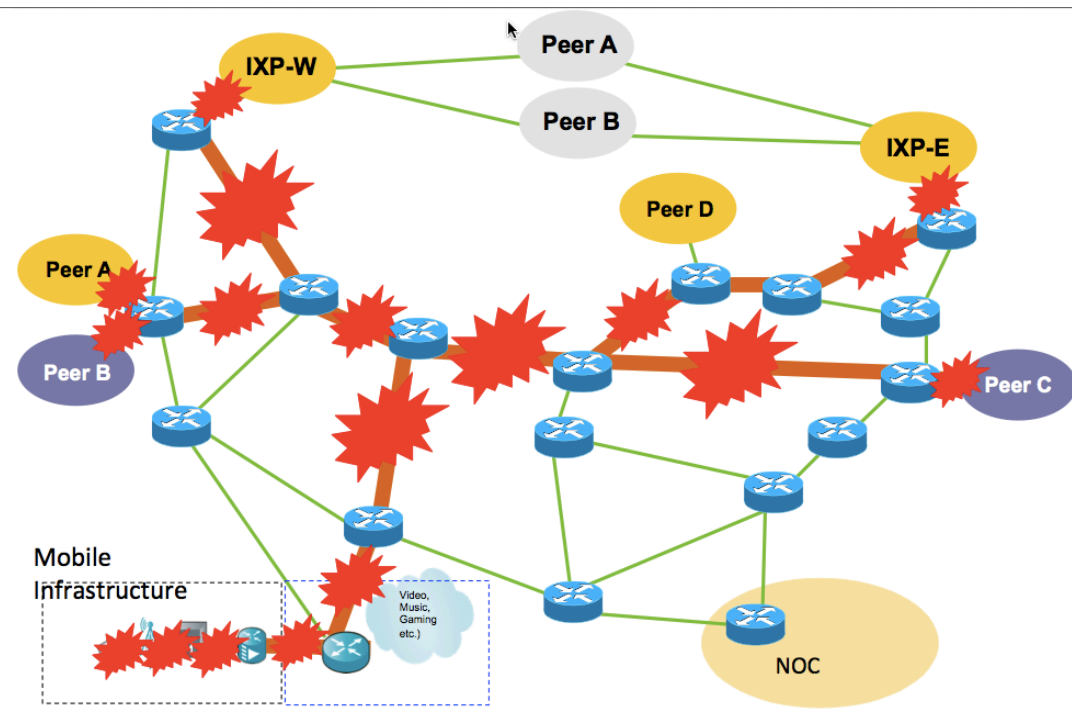 Peer A
IXP-W
Peer B
IXP-E
Peer D
Peer A
Peer B
Peer C
Mobile
Infrastructure
Video,
Music,
Gaming
etc.)
NOC